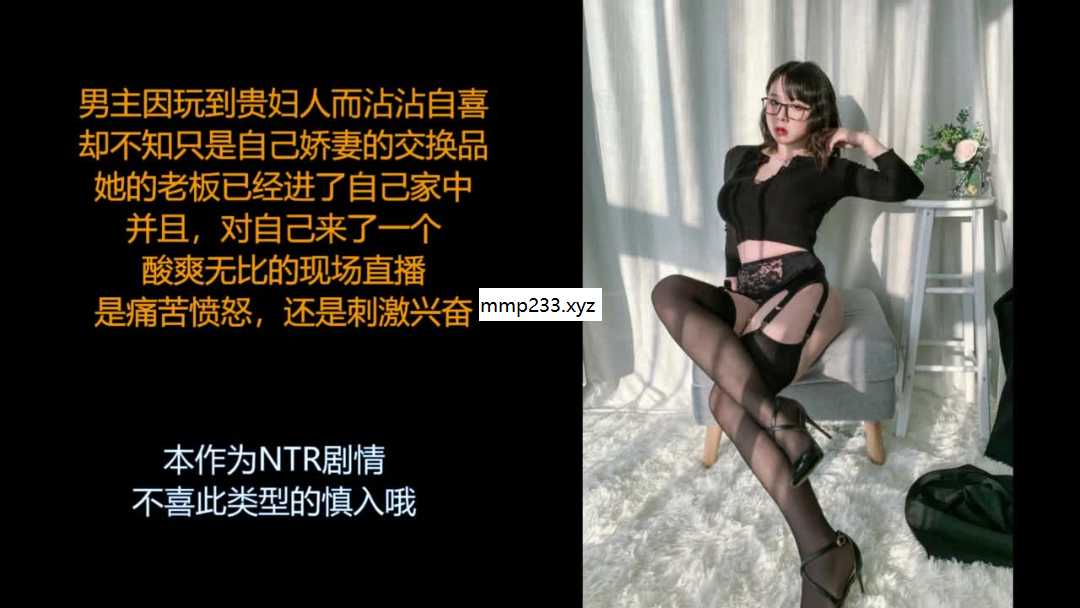 男主因玩到贵妇人而沾沾自喜
却不知只是自己娇妻的交换品
她的老板已经进了自己家中
并且，对自己来了一个
酸爽无比的现场直播
是痛苦愤怒，还是刺激兴奋
mmp233.xyz
本作为NTR剧情
不喜此类型的慎入哦